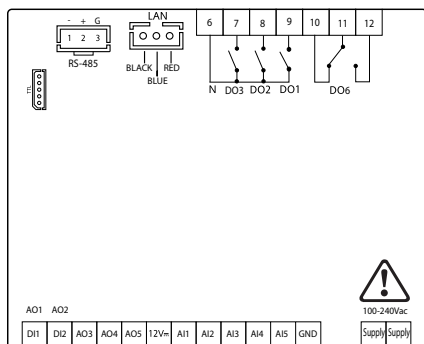 - + G
1 2 3
RS-485
LAN
BLACK
BLUE
RED
6 7 8 9 10 11 12
N DO3 DO2 DO1 DO6
TTL
100-240Vac
AO1 AO2
DI1 DI2 AO3 AO4 AO5 12V⎓ AI1 AI2 AI3 AI4 AI5 GND Supply Supply